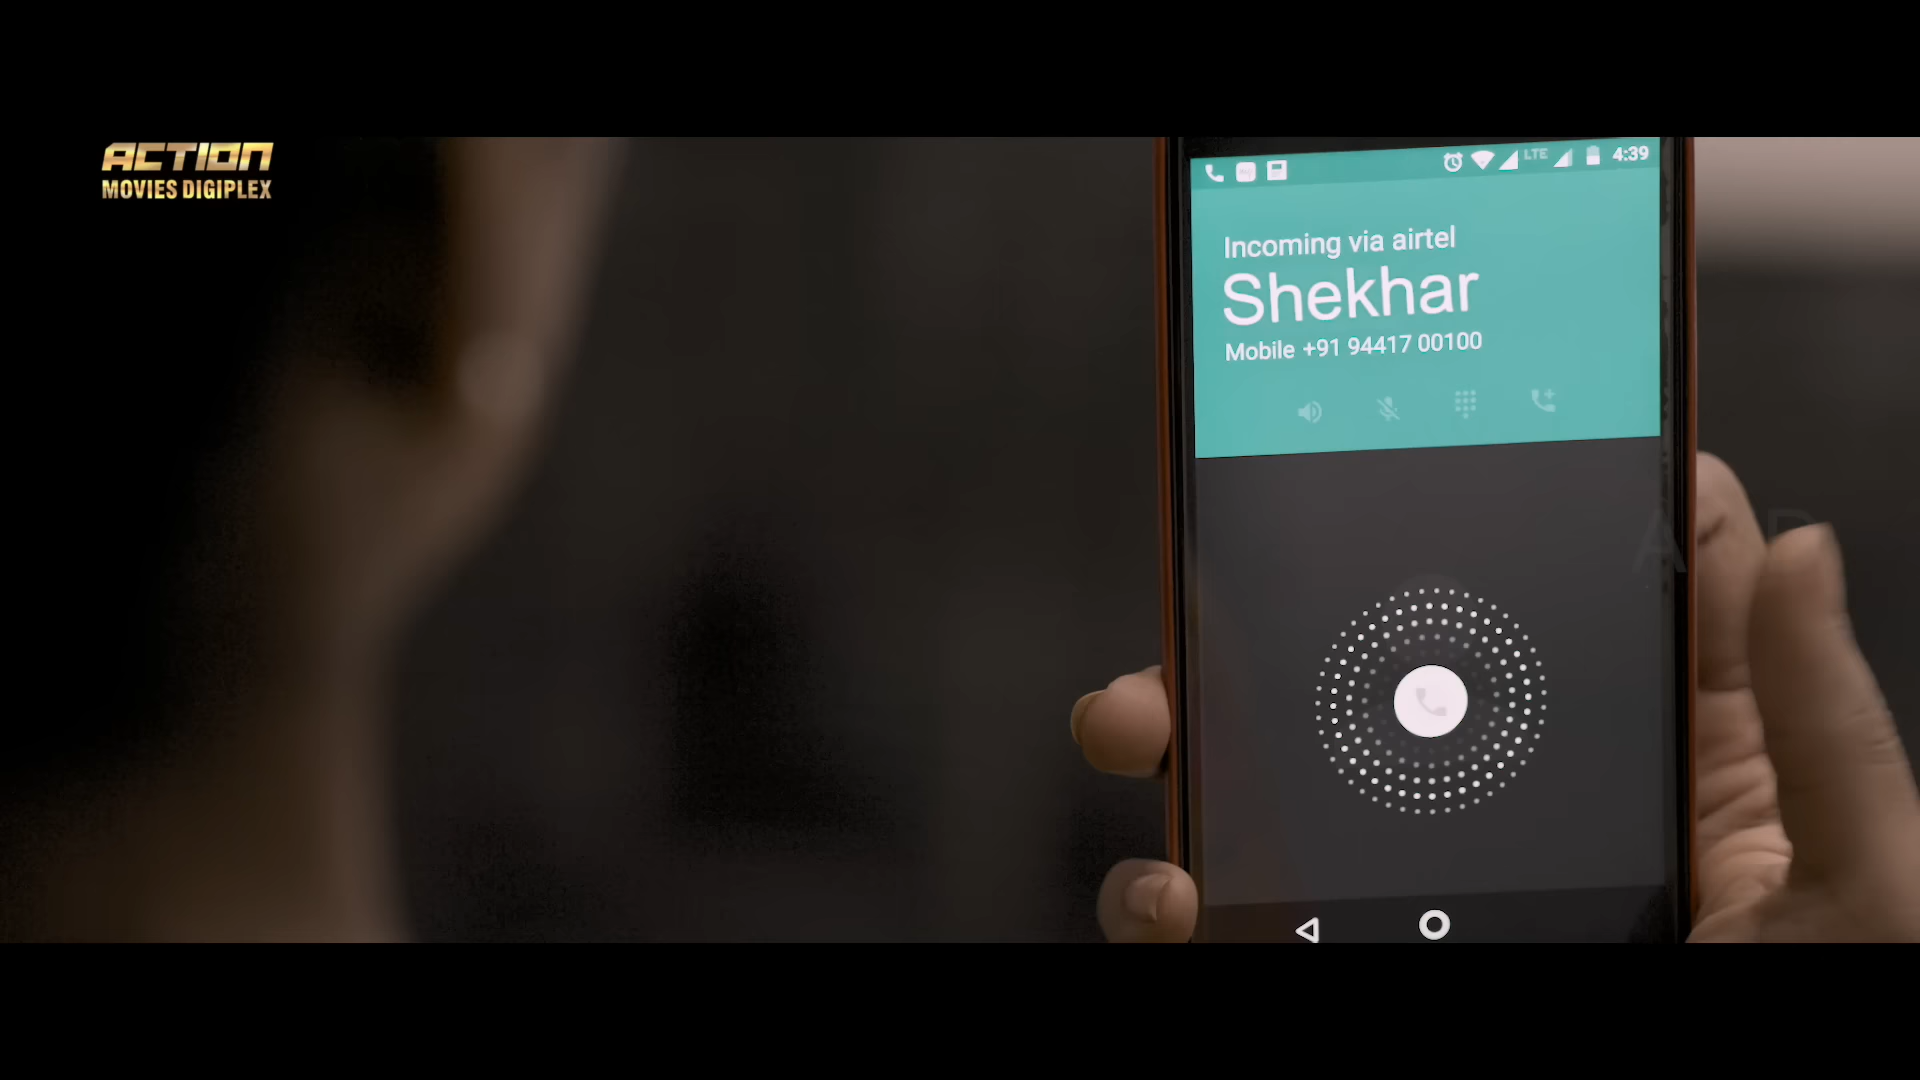 ACTION
MOVIES DIGIPLEX
LTE 4:39
Incoming via airtel
Shekhar
Mobile +91 94417 00100